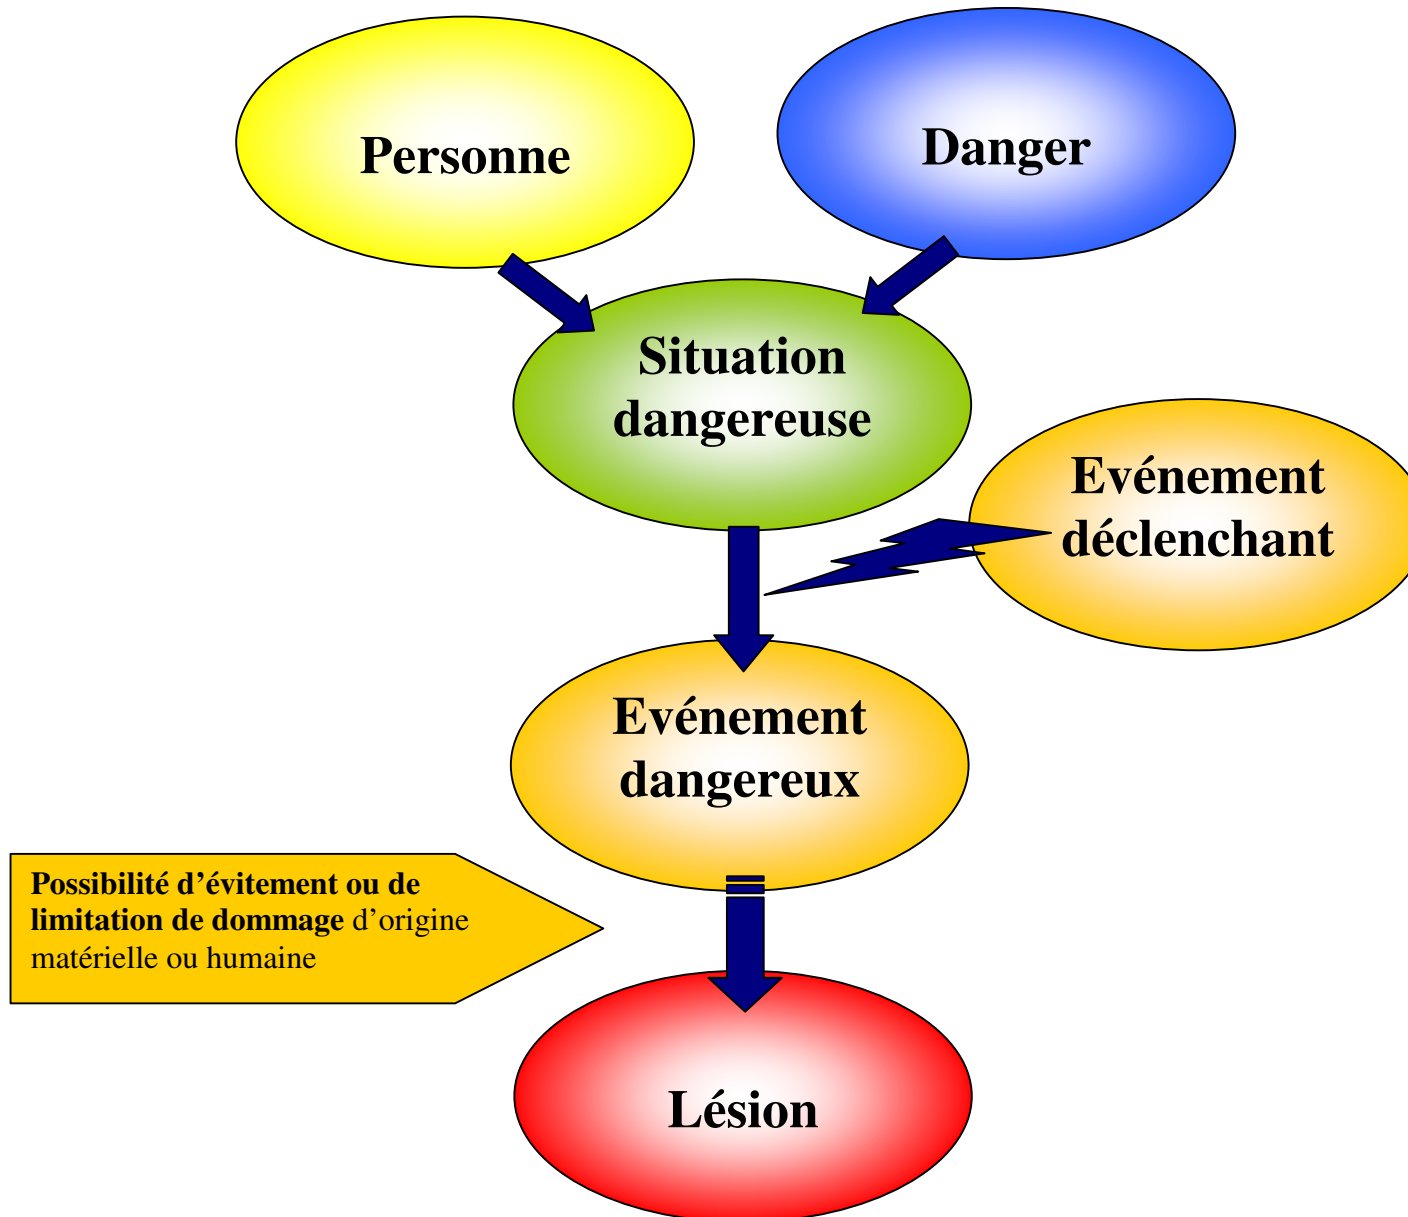 Personne
Danger
Situation
dangereuse
Evénement
déclenchant
Evénement
dangereux
Possibilité d’évitement ou de
limitation de dommage d’origine
matérielle ou humaine
Lésion